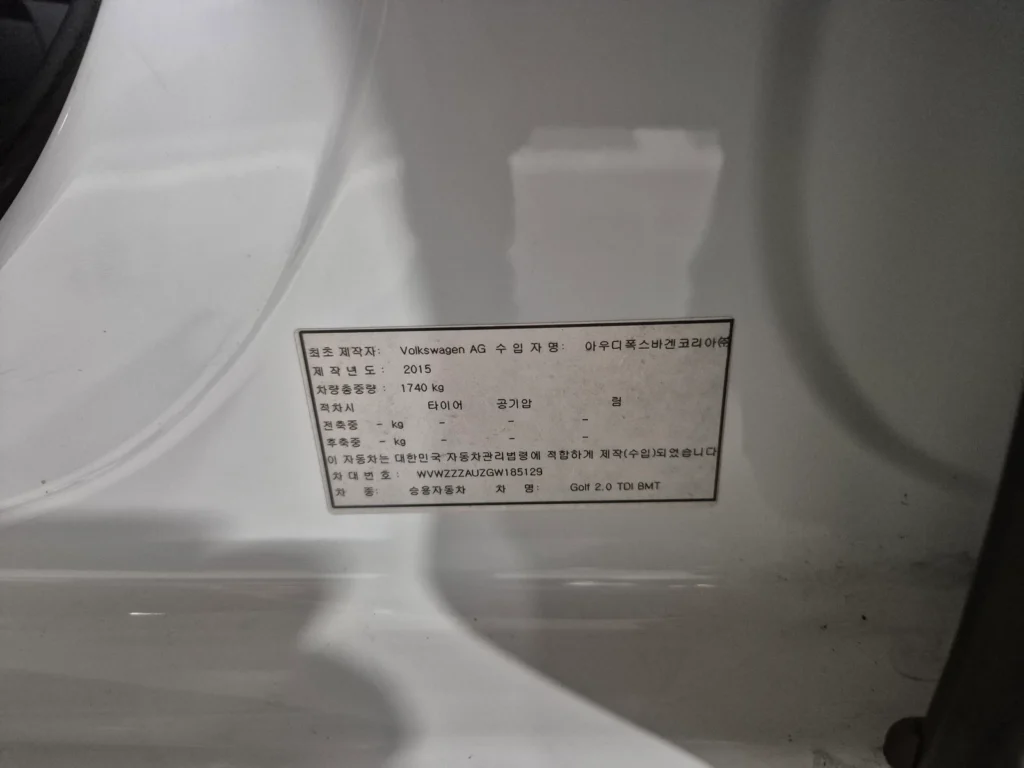 최초 제작자: Volkswagen AG 수 입 자 명: 아우디폭스바겐코리아㈜
제 작 년 도 : 2015
차량총중량 : 1740 kg
적차시 타이어 공기압 림
전축중 - kg - - -
후축중 - kg - - -
이 자동차는 대한민국 자동차관리법령에 적합하게 제작(수입)되였습니다
차 대 번 호 : WVWZZZAUZGW185129
차 종: 승용자동차 차 명: Golf 2.0 TDI BMT